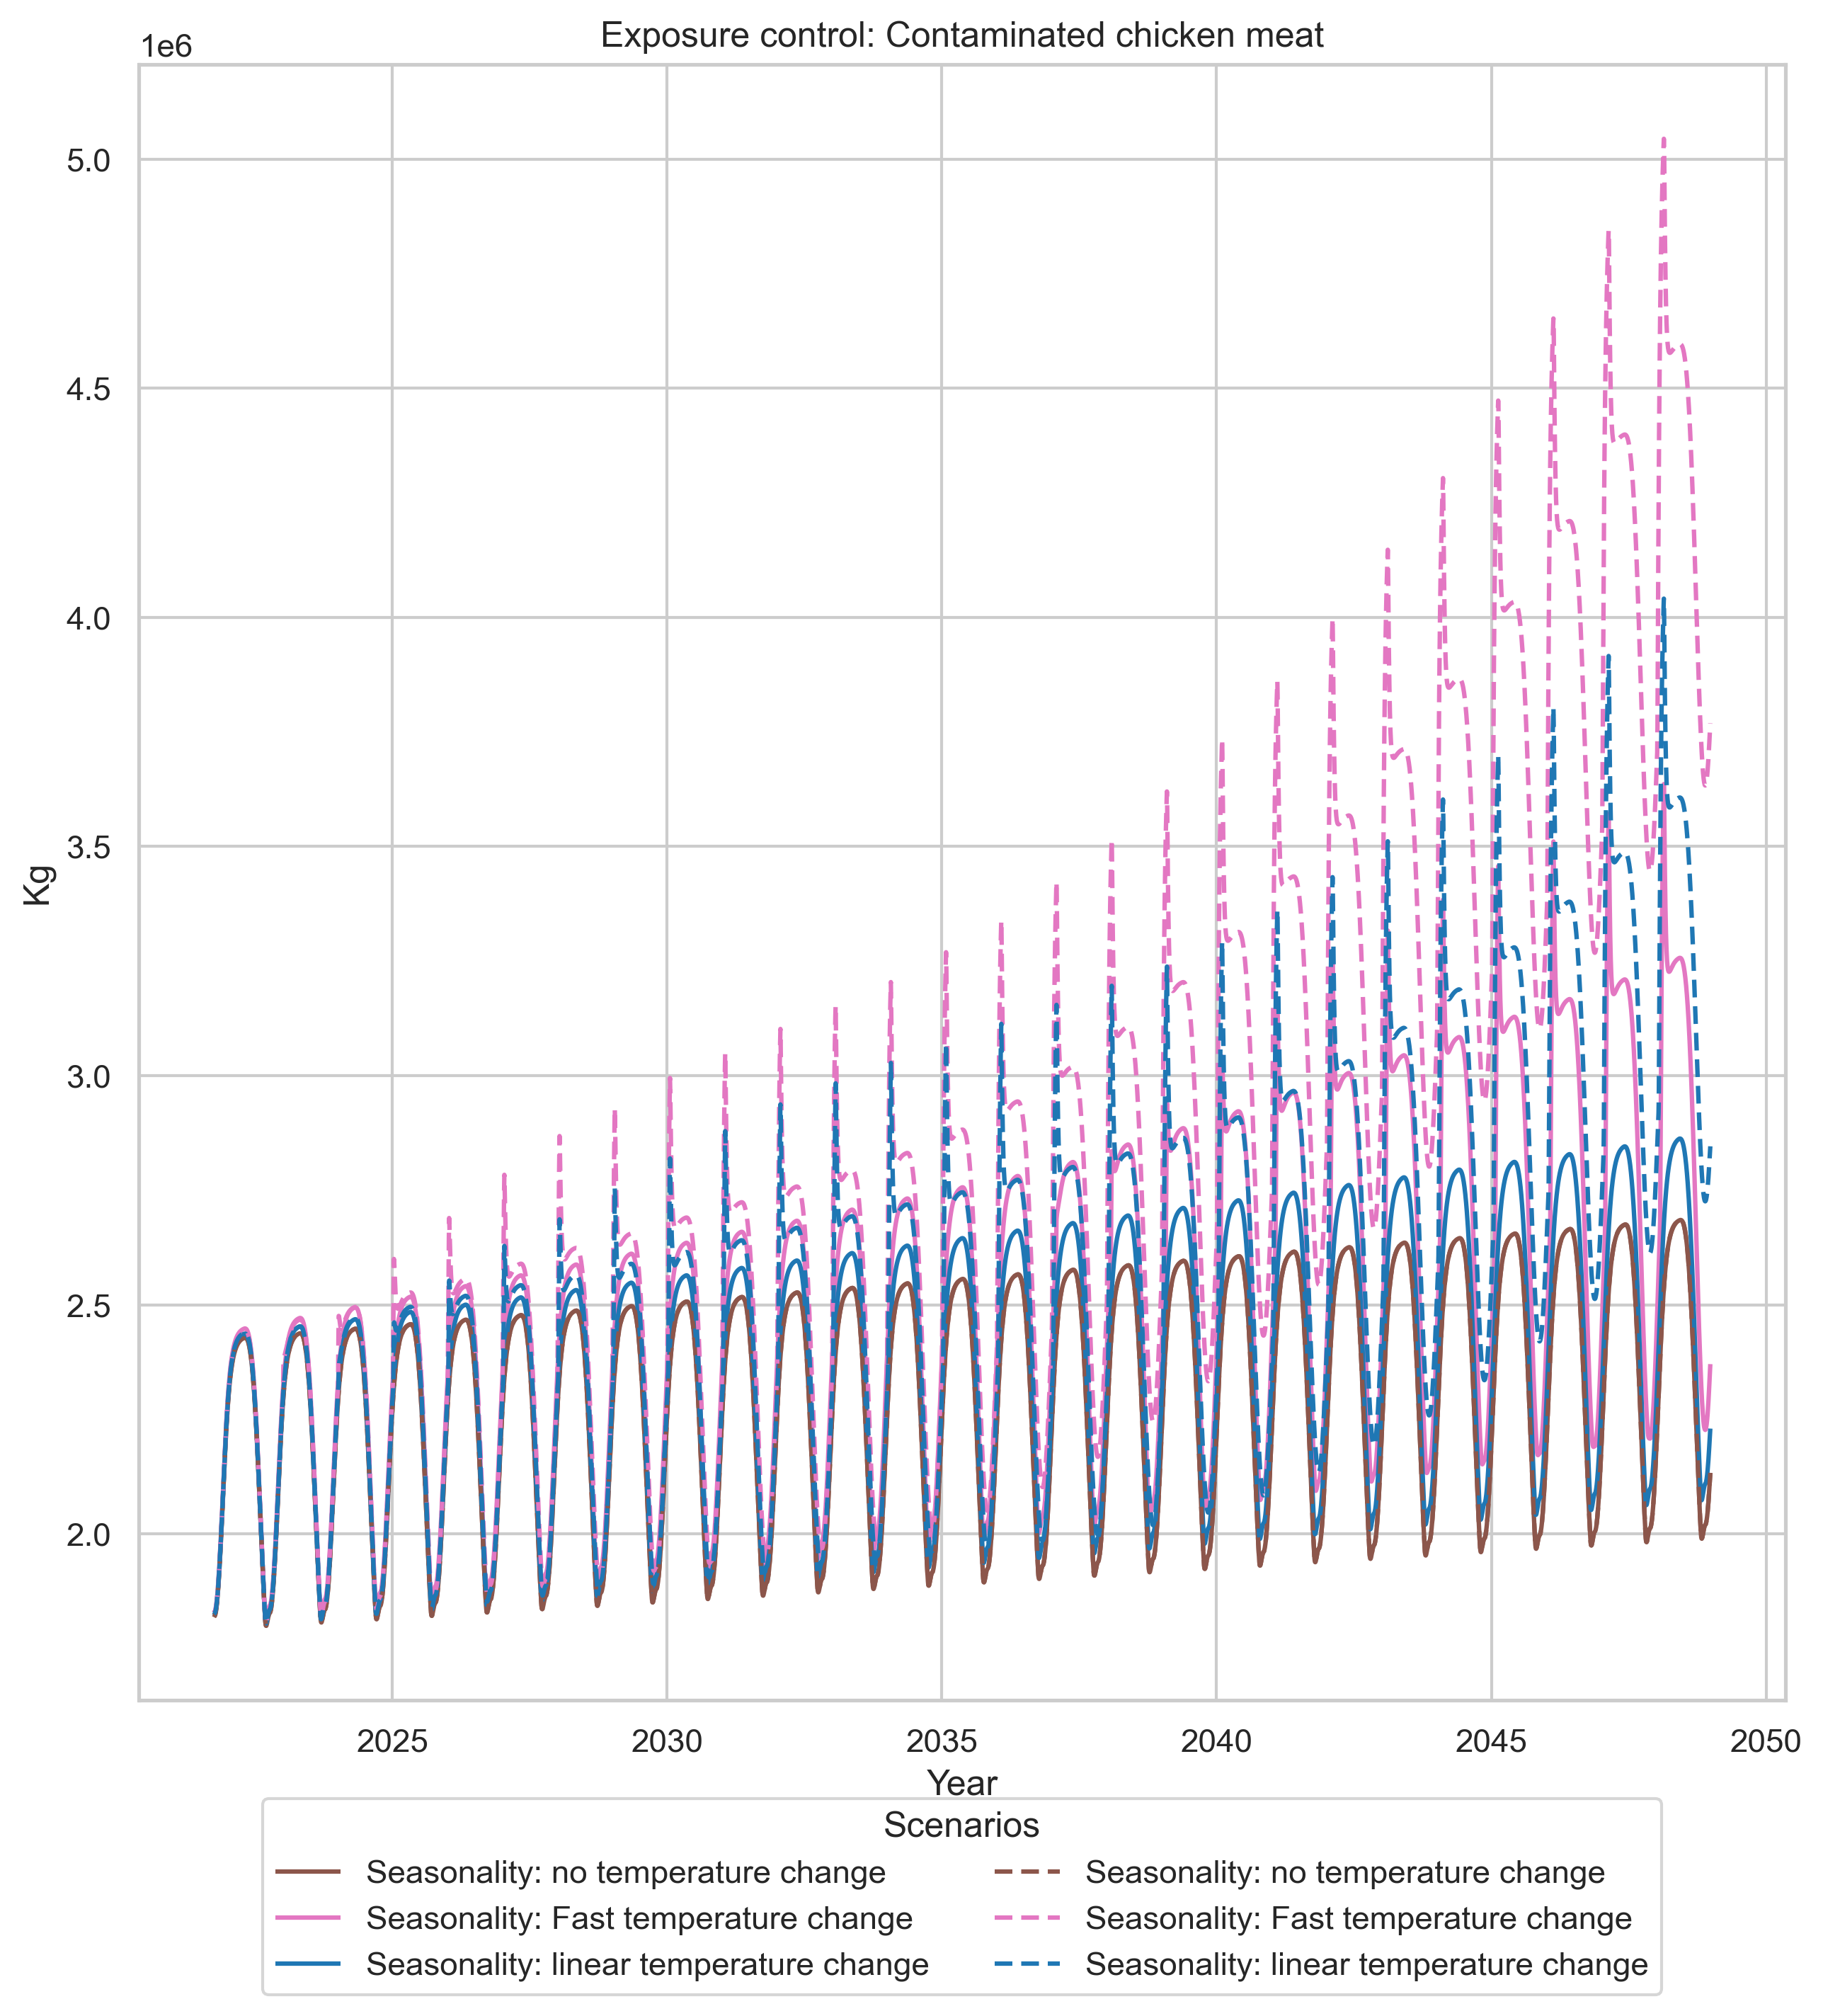 Exposure control: Contaminated chicken meat
1e6
5.0
4.5
4.0
3.5
3.0
2.5
2.0
Kg
2025 2030 2035 2040 2045 2050
Year
Scenarios
Seasonality: no temperature change Seasonality: no temperature change
Seasonality: Fast temperature change Seasonality: Fast temperature change
Seasonality: linear temperature change Seasonality: linear temperature change